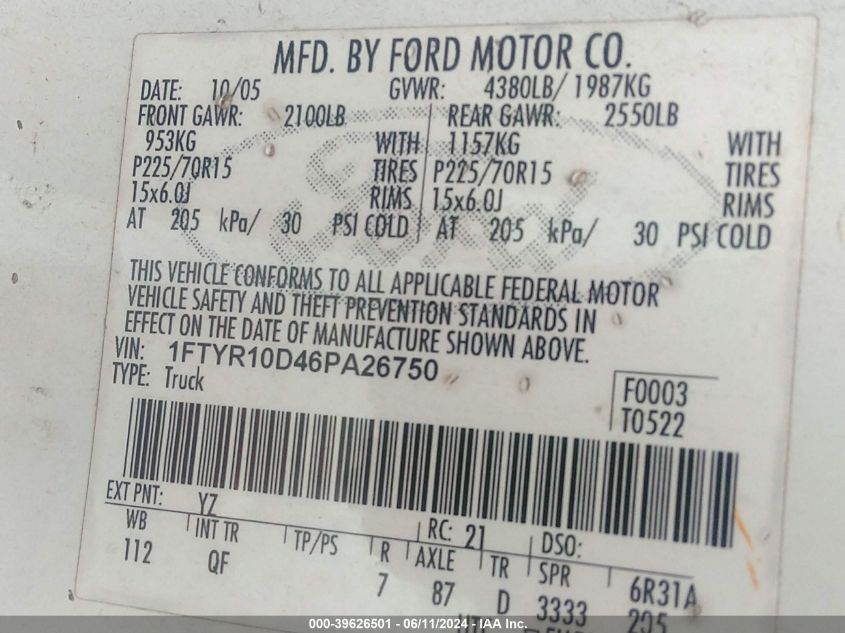 MFD. BY FORD MOTOR CO.
DATE: 10/05 GVWR: 4380LB/ 1987KG
FRONT GAWR: 2100LB REAR GAWR: 2550LB
953KG WITH 1157KG WITH
P225/70R15 TIRES P225/70R15 TIRES
15x6.0J RIMS 15x6.0J RIMS
AT 205 kPa/ 30 PSI COLD AT 205 kPa/ 30 PSI COLD
THIS VEHICLE CONFORMS TO ALL APPLICABLE FEDERAL MOTOR
VEHICLE SAFETY AND THEFT PREVENTION STANDARDS IN
EFFECT ON THE DATE OF MANUFACTURE SHOWN ABOVE.
VIN: 1FTYR10D46PA26750
TYPE: Truck
F0003
T0522
EXT PNT: YZ RC: 21 DSO:
WB INT TR TP/PS R AXLE TR SPR 6R31A
112 QF 7 87 D 3333 205
000-39626501 - 06/11/2024 - IAA Inc.